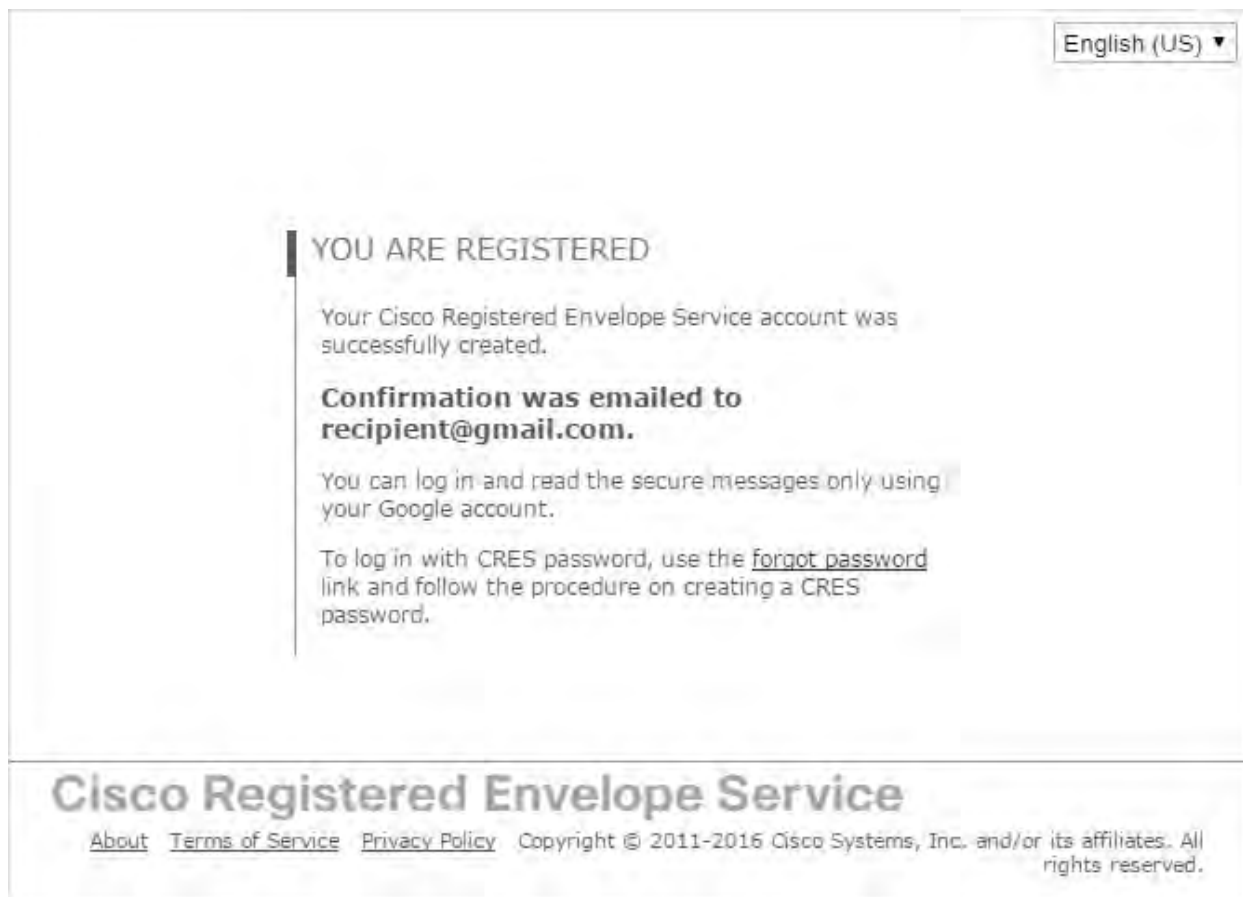 English (US) ▼
YOU ARE REGISTERED
Your Cisco Registered Envelope Service account was
successfully created.
Confirmation was emailed to
recipient@gmail.com.
You can log in and read the secure messages only using
your Google account.
To log in with CRES password, use the forgot password
link and follow the procedure on creating a CRES
password.
Cisco Registered Envelope Service
About Terms of Service Privacy Policy Copyright © 2011-2016 Cisco Systems, Inc. and/or its affiliates. All
rights reserved.